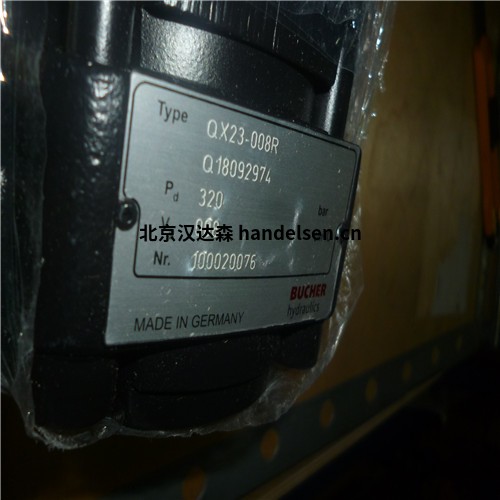 Type QX23-008R
Q18092974
Pd 320 bar
北京汉达森 handelsen.cn
Nr. 100020076
BUCHER
hydraulics
MADE IN GERMANY